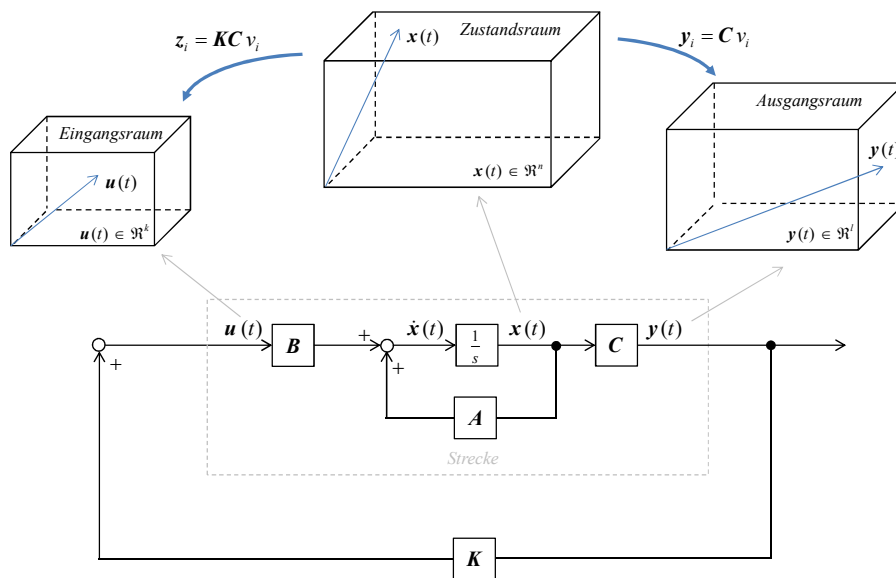 z_i = KC v_i
Zustandsraum
x(t)
y_i = C v_i
Eingangsraum
u(t)
u(t) ∈ ℜ^k
x(t) ∈ ℜ^n
Ausgangsraum
y(t)
y(t) ∈ ℜ^l
u(t)
B
+
ẋ(t)
1/s
x(t)
C
y(t)
+
+
A
Strecke
K